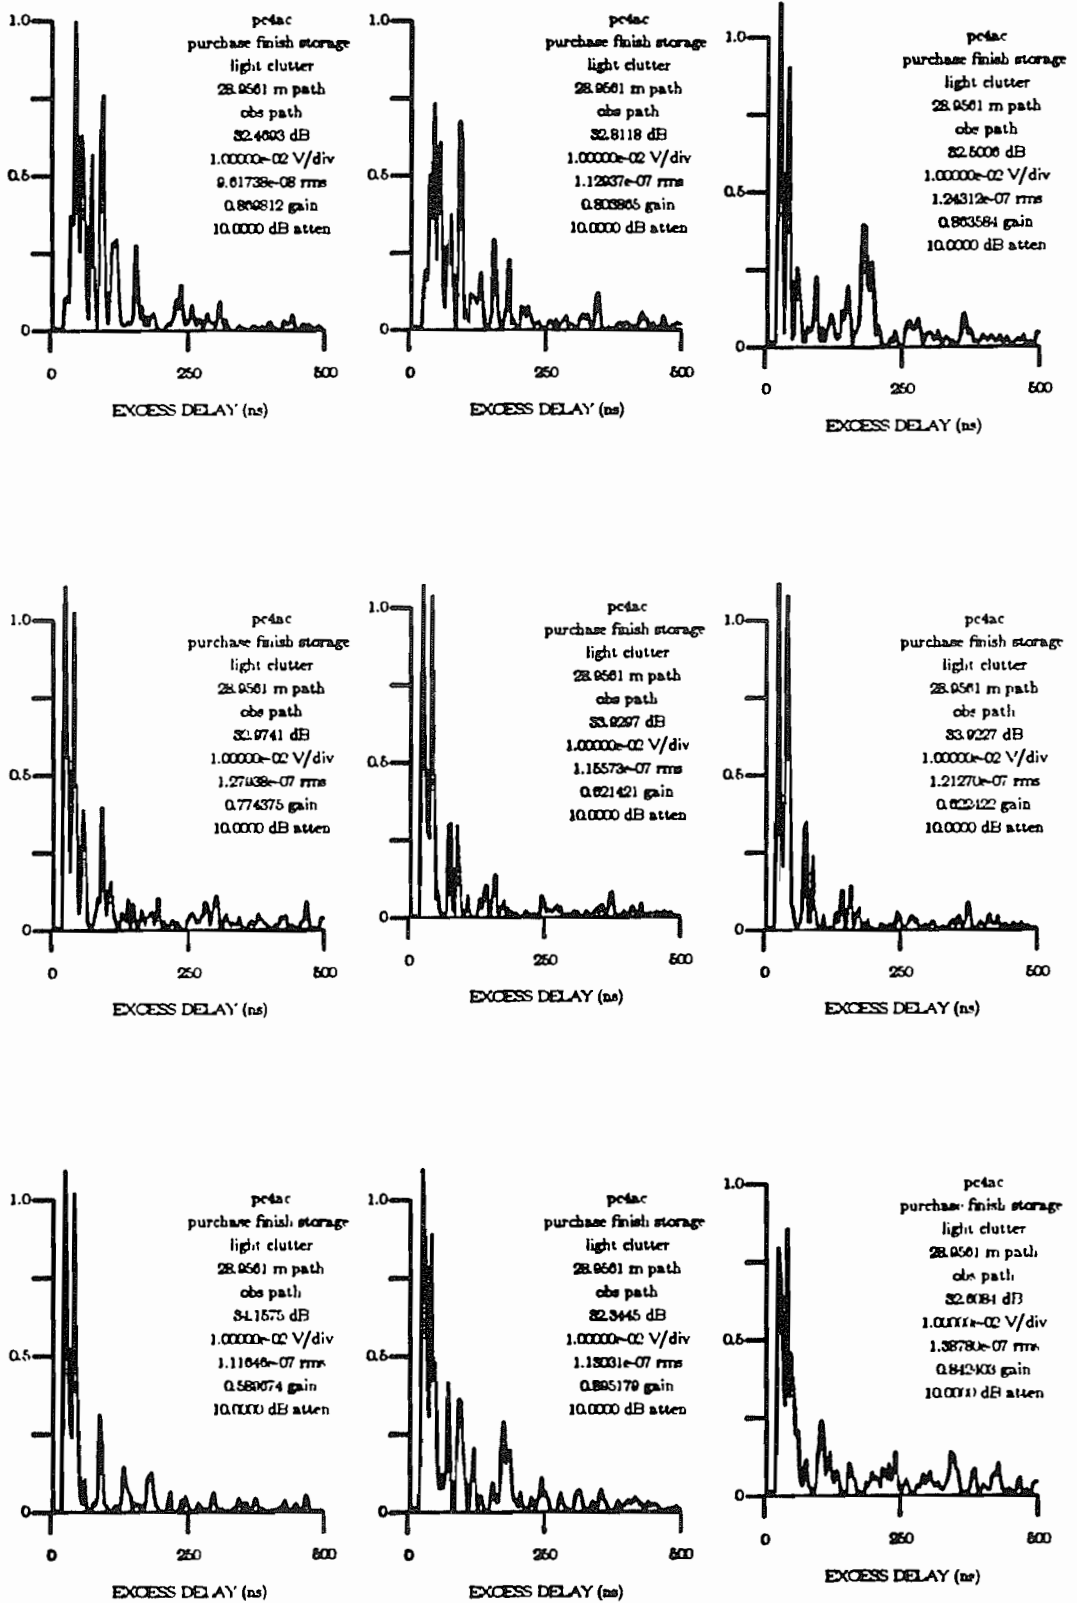 1.0
0.5
0
0
250
500
EXCESS DELAY (ns)
pc4ac
purchase finish storage
light clutter
28.9561 m path
obs path
32.4693 dB
1.00000e-02 V/div
9.61738e-08 rms
0.869812 gain
10.0000 dB atten
1.0
0.5
0
0
250
500
EXCESS DELAY (ns)
pc4ac
purchase finish storage
light clutter
28.9561 m path
obs path
32.8118 dB
1.00000e-02 V/div
1.12937e-07 rms
0.803865 gain
10.0000 dB atten
1.0
0.5
0
0
250
500
EXCESS DELAY (ns)
pc4ac
purchase finish storage
light clutter
28.9561 m path
obs path
32.5006 dB
1.00000e-02 V/div
1.24312e-07 rms
0.863584 gain
10.0000 dB atten
1.0
0.5
0
0
250
500
EXCESS DELAY (ns)
pc4ac
purchase finish storage
light clutter
28.9561 m path
obs path
32.9741 dB
1.00000e-02 V/div
rms
0.774375 gain
10.0000 dB atten
1.0
0.5
0
0
250
500
EXCESS DELAY (ns)
pc4ac
purchase finish storage
light clutter
28.9561 m path
obs path
33.9297 dB
1.00000e-02 V/div
1.15573e-07 rms
0.621421 gain
10.0000 dB atten
1.0
0.5
0
0
250
500
EXCESS DELAY (ns)
pc4ac
purchase finish storage
light clutter
28.9561 m path
obs path
33.9227 dB
1.00000e-02 V/div
1.21270e-07 rms
0.622422 gain
10.0000 dB atten
1.0
0.5
0
0
250
500
EXCESS DELAY (ns)
pc4ac
purchase finish storage
light clutter
28.9561 m path
obs path
34.1575 dB
1.00000e-02 V/div
1.11646e-07 rms
0.589674 gain
10.0000 dB atten
1.0
0.5
0
0
250
500
EXCESS DELAY (ns)
pc4ac
purchase finish storage
light clutter
28.9561 m path
obs path
32.3445 dB
1.00000e-02 V/div
1.13031e-07 rms
0.895179 gain
10.0000 dB atten
1.0
0.5
0
0
250
500
EXCESS DELAY (ns)
pc4ac
purchase finish storage
light clutter
28.9561 m path
obs path
32.6084 dB
1.00000e-02 V/div
1.38780e-07 rms
gain
10.0000 dB atten